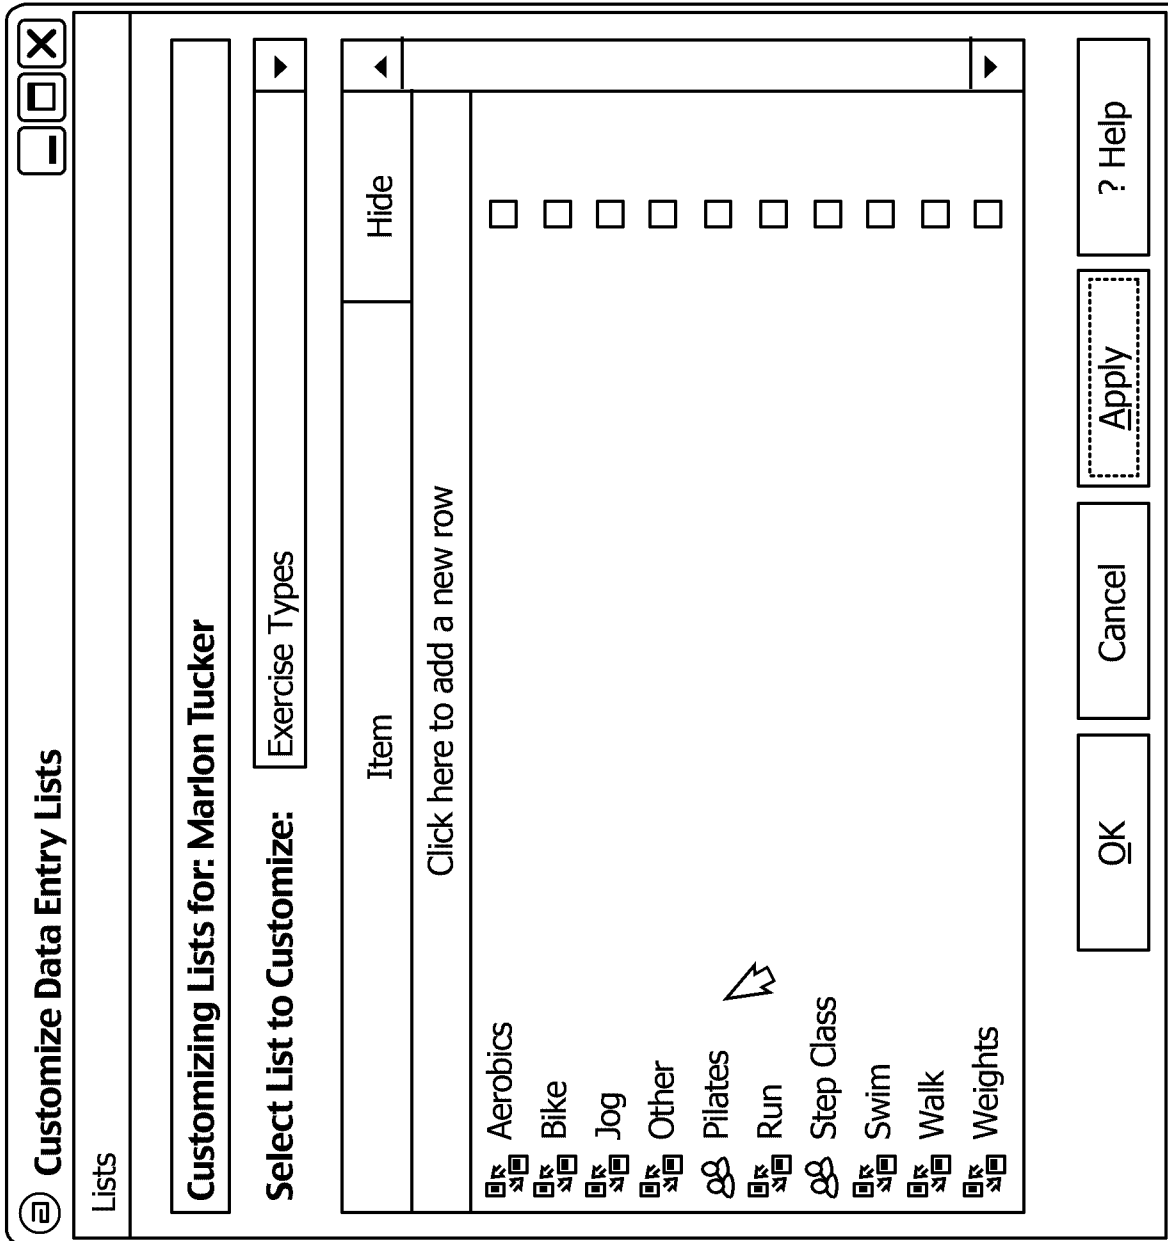 Customize Data Entry Lists
Lists
Customizing Lists for: Marlon Tucker
Select List to Customize: Exercise Types
Item Hide
Click here to add a new row
Aerobics
Bike
Jog
Other
Pilates
Run
Step Class
Swim
Walk
Weights
OK Cancel Apply ? Help